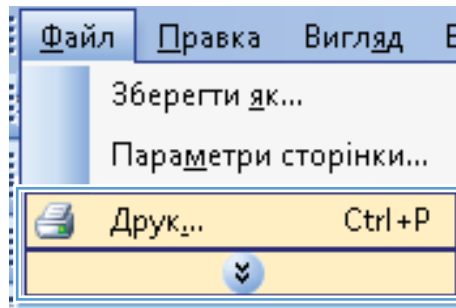 Файл Правка Вигляд
Зберегти як...
Параметри сторінки...
Друк... Ctrl+P